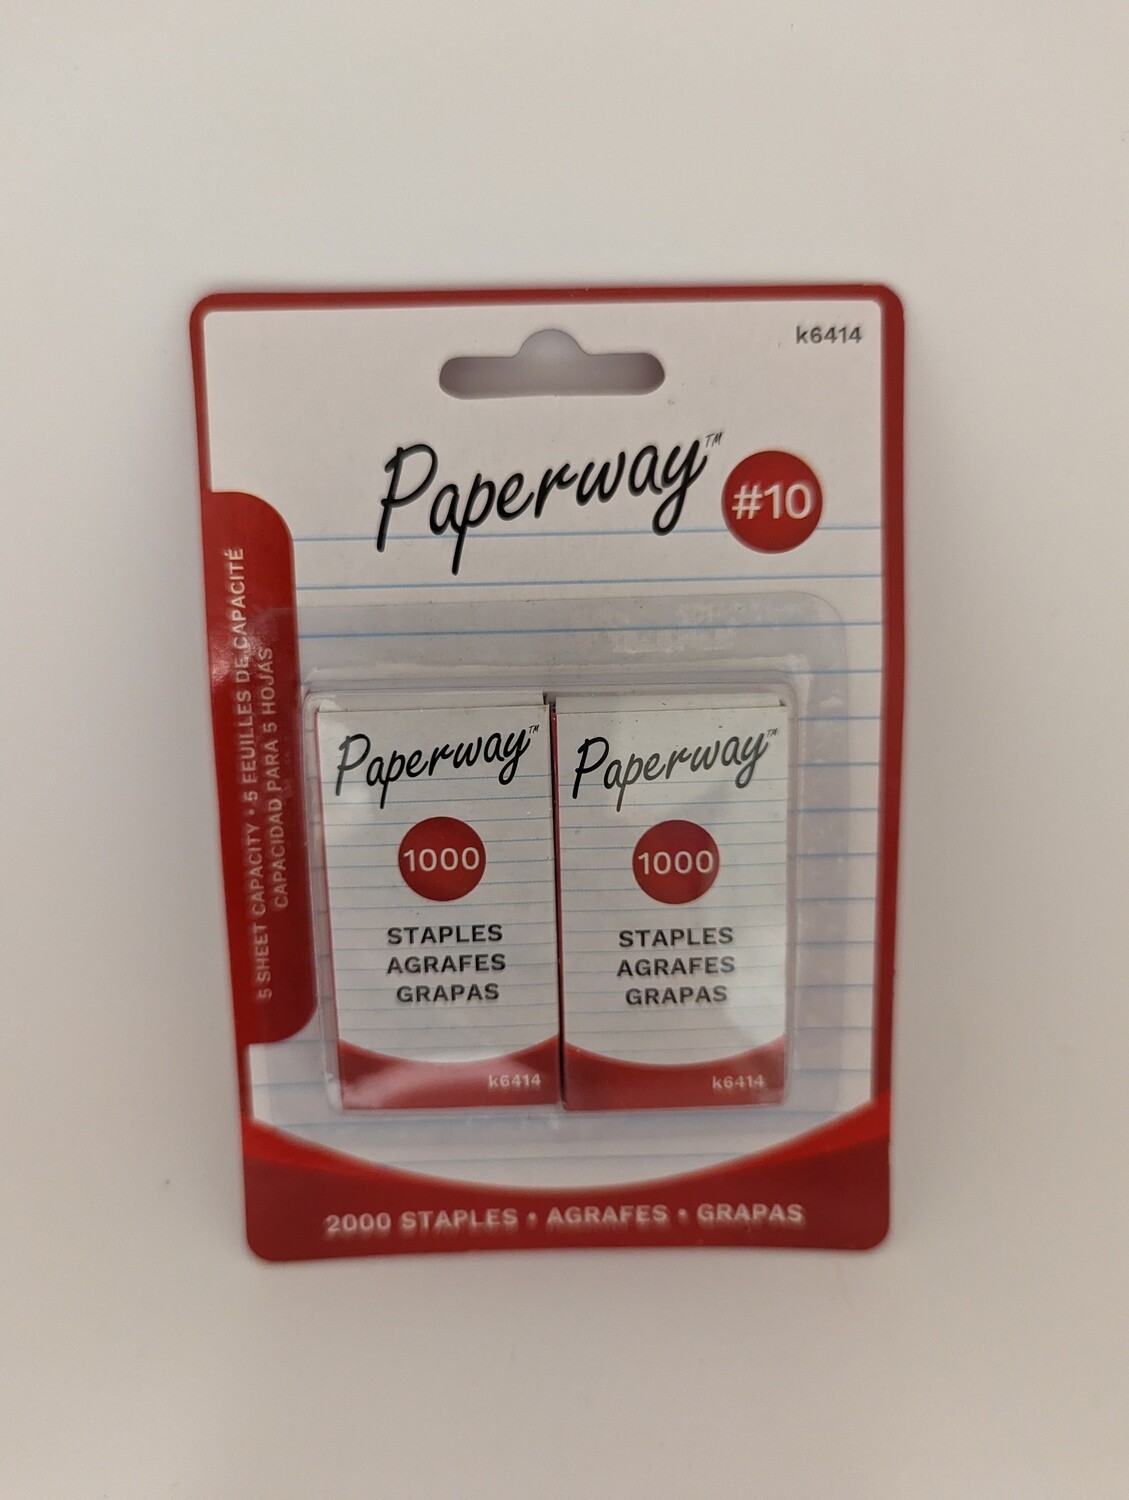 k6414
Paperway™
#10
5 SHEET CAPACITY • 5 FEUILLES DE CAPACITÉ
CAPACIDAD PARA 5 HOJAS
Paperway™
1000
STAPLES
AGRAFES
GRAPAS
k6414
Paperway™
1000
STAPLES
AGRAFES
GRAPAS
k6414
2000 STAPLES • AGRAFES • GRAPAS